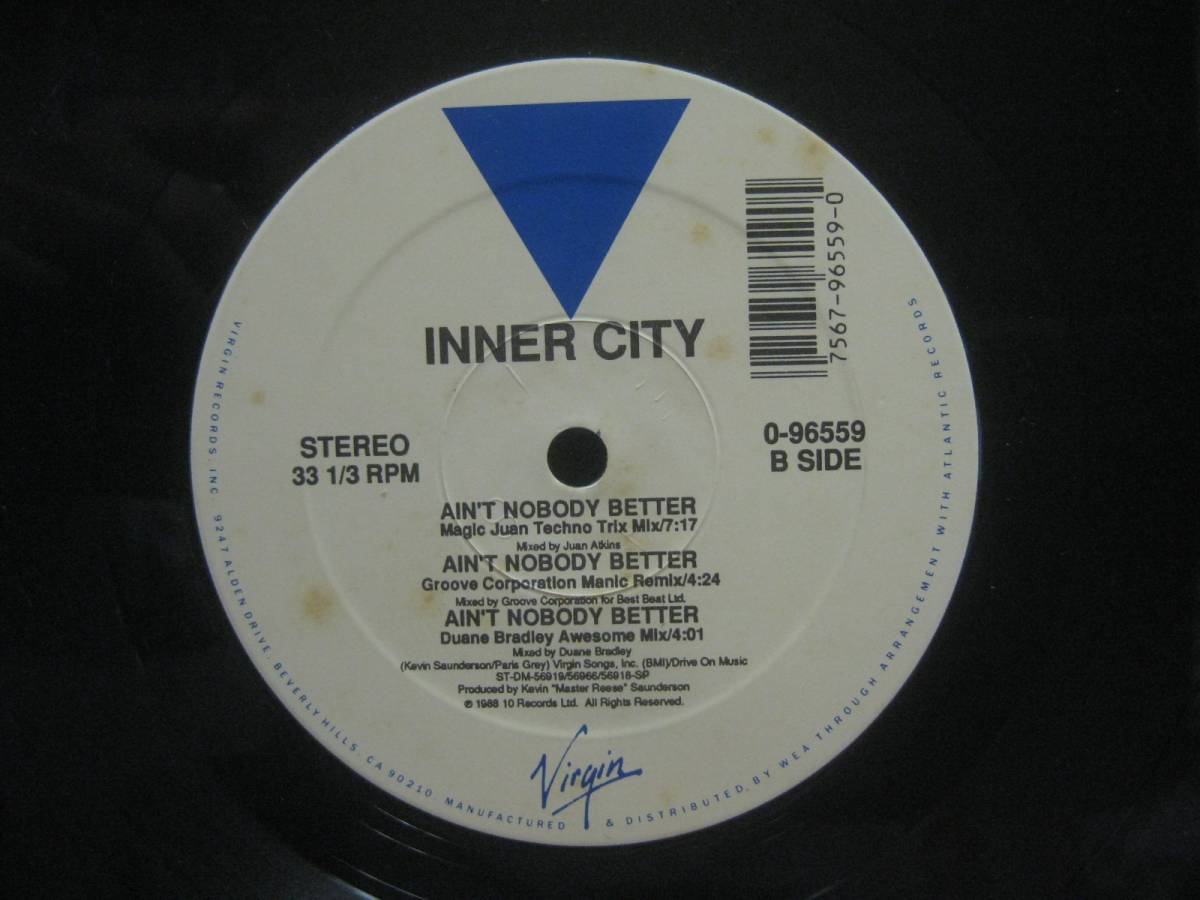 INNER CITY
7567-96559-0
STEREO
33 1/3 RPM
0-96559
B SIDE
AIN'T NOBODY BETTER
Magic Juan Techno Trix Mix/7:17
Mixed by Juan Atkins
AIN'T NOBODY BETTER
Groove Corporation Manic Remix/4:24
Mixed by Groove Corporation for Best Beat Ltd.
AIN'T NOBODY BETTER
Duane Bradley Awesome Mix/4:01
Mixed by Duane Bradley
(Kevin Saunderson/Paris Grey) Virgin Songs, Inc. (BMI)/Drive On Music
ST-DM-56919/56966/56918-SP
Produced by Kevin "Master Reese" Saunderson
℗ 1988 10 Records Ltd. All Rights Reserved.
Virgin
VIRGIN RECORDS, INC. 9247 ALDEN DRIVE, BEVERLY HILLS, CA 90210. MANUFACTURED & DISTRIBUTED, BY WEA THROUGH ARRANGEMENT WITH ATLANTIC RECORDS